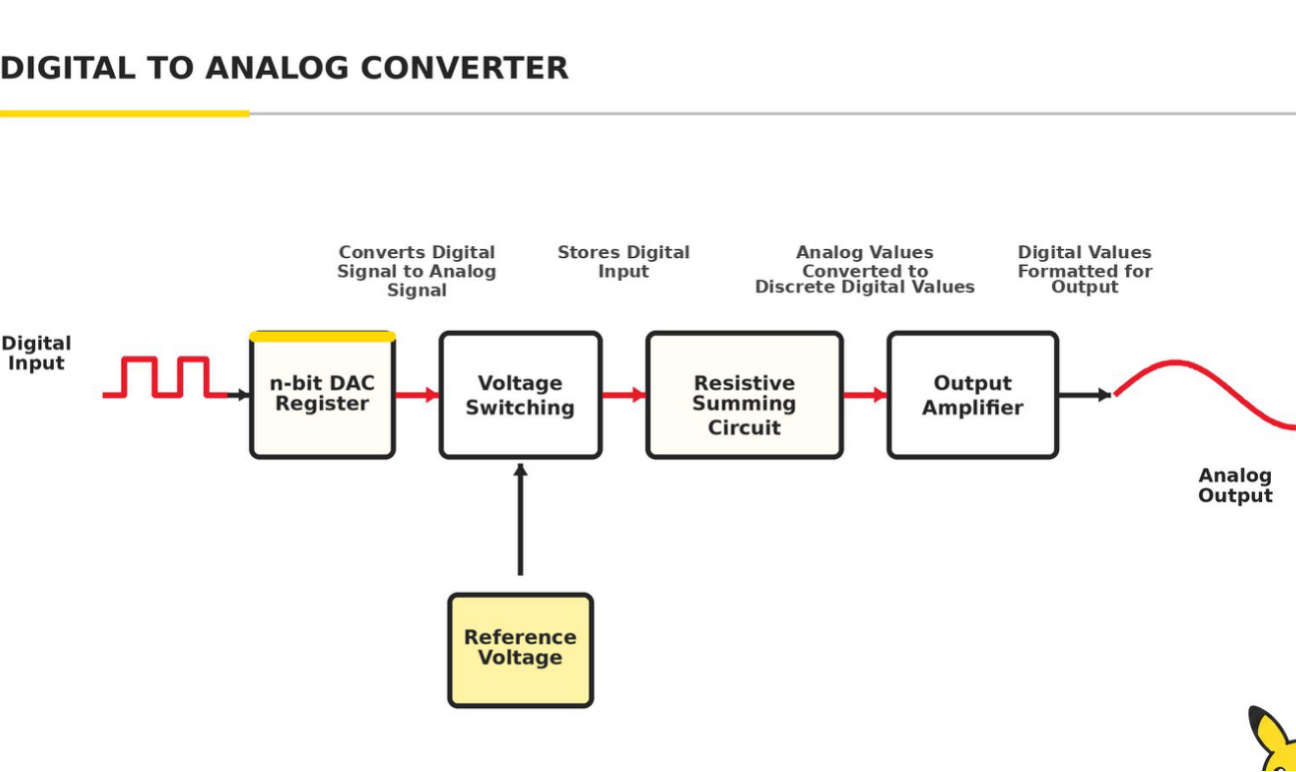 DIGITAL TO ANALOG CONVERTER
Converts Digital
Signal to Analog
Signal
Stores Digital
Input
Analog Values
Converted to
Discrete Digital Values
Digital Values
Formatted for
Output
Digital
Input
n-bit DAC
Register
Voltage
Switching
Resistive
Summing
Circuit
Output
Amplifier
Analog
Output
Reference
Voltage